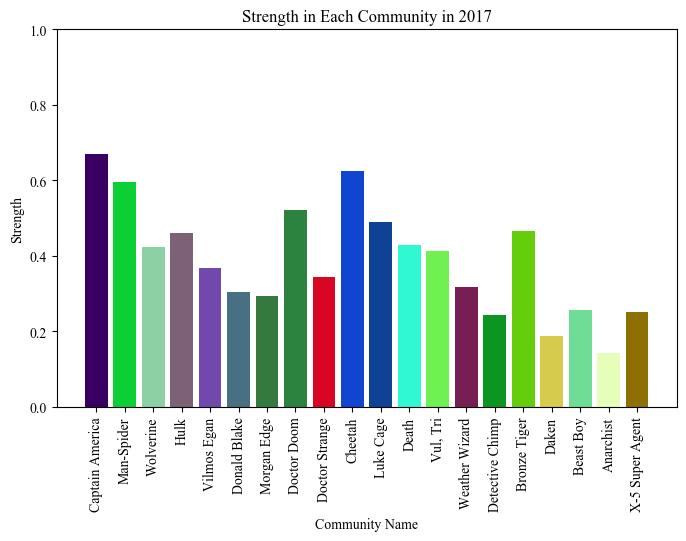 Strength in Each Community in 2017
Strength
1.0
0.8
0.6
0.4
0.2
0.0
Captain America
Man-Spider
Wolverine
Hulk
Vilmos Egan
Donald Blake
Morgan Edge
Doctor Doom
Doctor Strange
Cheetah
Luke Cage
Death
Vul, Tri
Weather Wizard
Detective Chimp
Bronze Tiger
Daken
Beast Boy
Anarchist
X-5 Super Agent
Community Name